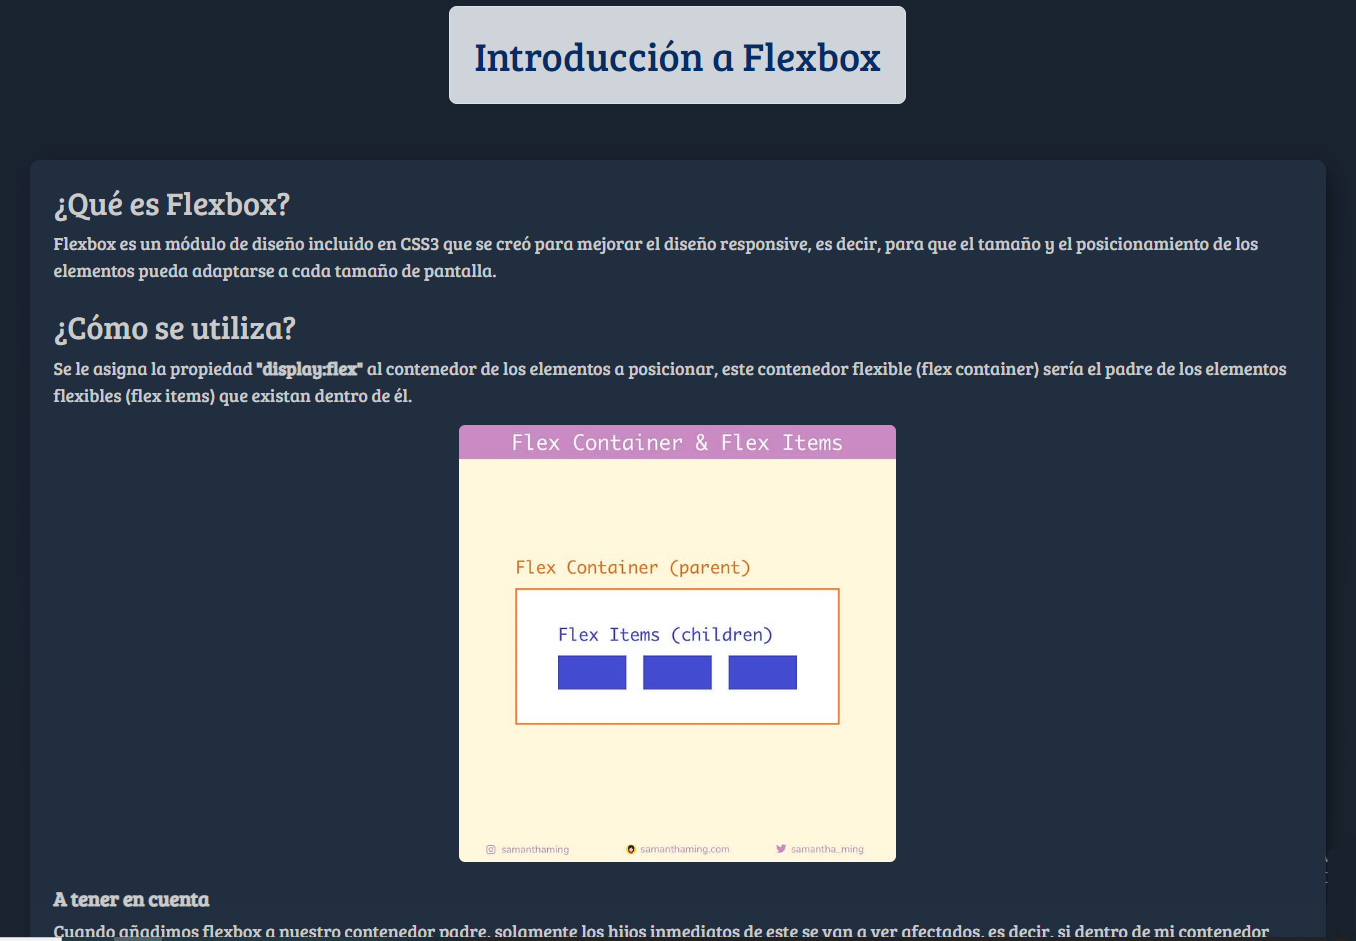 Introducción a Flexbox
¿Qué es Flexbox?
Flexbox es un módulo de diseño incluido en CSS3 que se creó para mejorar el diseño responsive, es decir, para que el tamaño y el posicionamiento de los
elementos pueda adaptarse a cada tamaño de pantalla.
¿Cómo se utiliza?
Se le asigna la propiedad "display:flex" al contenedor de los elementos a posicionar, este contenedor flexible (flex container) sería el padre de los elementos
flexibles (flex items) que existan dentro de él.
Flex Container & Flex Items
Flex Container (parent)
Flex Items (children)
samanthaming samanthaming.com samantha_ming
A tener en cuenta
Cuando añadimos flexbox a nuestro contenedor padre, solamente los hijos inmediatos de este se van a ver afectados, es decir, si dentro de mi contenedor